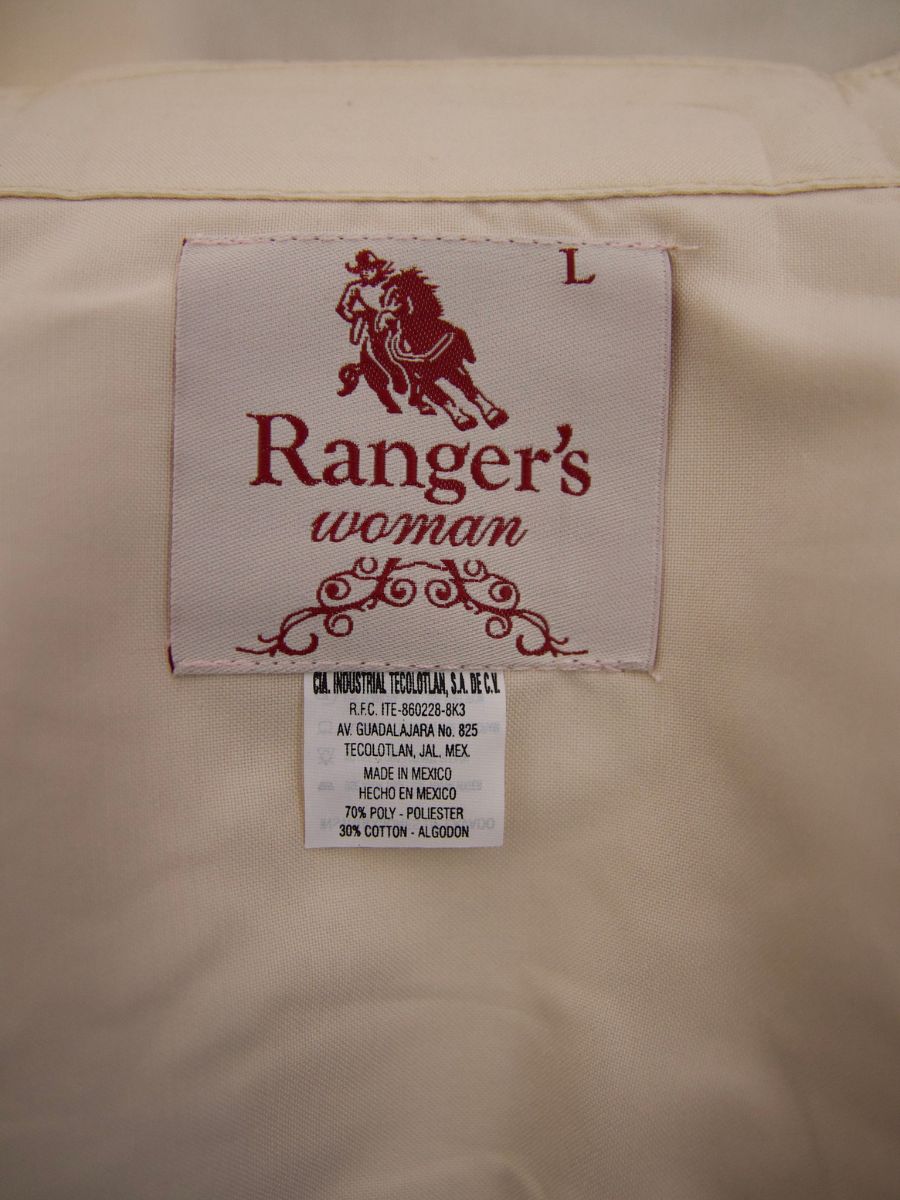 L
Ranger's
woman
CIA. INDUSTRIAL TECOLOTLAN, S.A. DE C.V.
R.F.C. ITE-860228-8K3
AV. GUADALAJARA No. 825
TECOLOTLAN, JAL. MEX.
MADE IN MEXICO
HECHO EN MEXICO
70% POLY - POLIESTER
30% COTTON - ALGODON